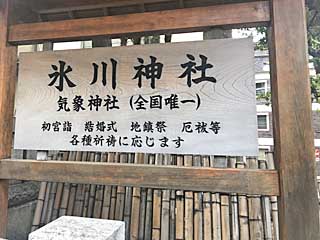 氷川神社
気象神社（全国唯一）
初宮詣　結婚式　地鎮祭　厄祓等
各種祈祷に応じます